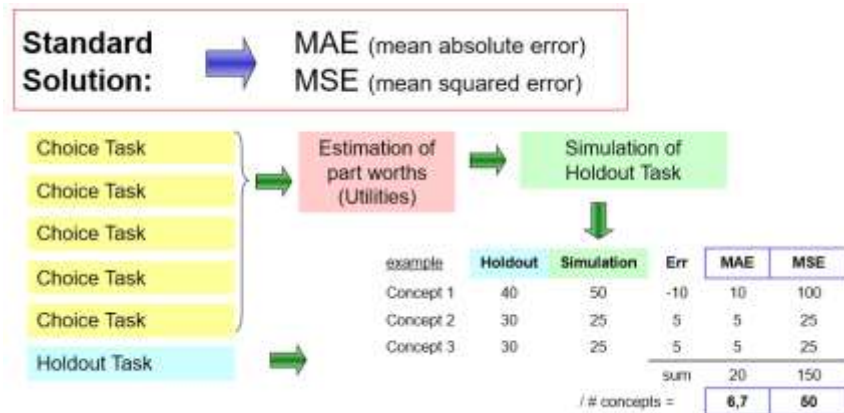 Standard Solution:
MAE (mean absolute error)
MSE (mean squared error)
Choice Task
Choice Task
Choice Task
Choice Task
Choice Task
Holdout Task
Estimation of
part worths
(Utilities)
Simulation of
Holdout Task
example Holdout Simulation Err MAE MSE
Concept 1 40 50 -10 10 100
Concept 2 30 25 5 5 25
Concept 3 30 25 5 5 25
sum 20 150
/ # concepts = 6,7 50